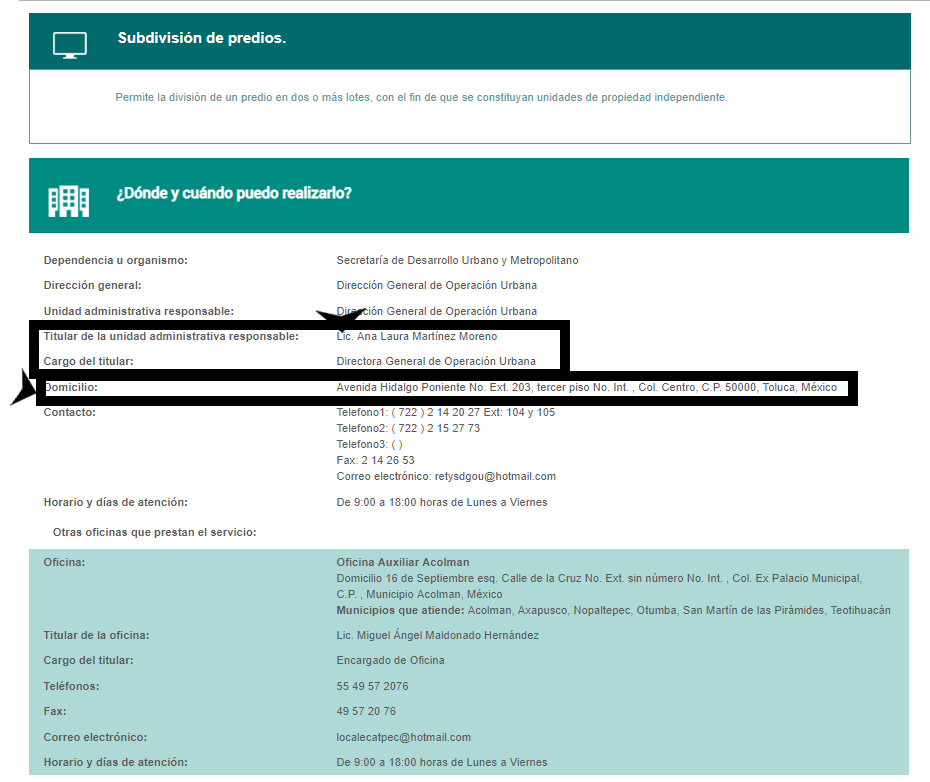 Subdivisión de predios.
Permite la división de un predio en dos o más lotes, con el fin de que se constituyan unidades de propiedad independiente.
¿Dónde y cuándo puedo realizarlo?
Dependencia u organismo: Secretaría de Desarrollo Urbano y Metropolitano
Dirección general: Dirección General de Operación Urbana
Unidad administrativa responsable: Dirección General de Operación Urbana
Titular de la unidad administrativa responsable: Lic. Ana Laura Martínez Moreno
Cargo del titular: Directora General de Operación Urbana
Domicilio: Avenida Hidalgo Poniente No. Ext. 203, tercer piso No. Int. , Col. Centro, C.P. 50000, Toluca, México
Contacto: Telefono1: ( 722 ) 2 14 20 27 Ext: 104 y 105
Telefono2: ( 722 ) 2 15 27 73
Telefono3: ( )
Fax: 2 14 26 53
Correo electrónico: retysdgou@hotmail.com
Horario y días de atención: De 9:00 a 18:00 horas de Lunes a Viernes
Otras oficinas que prestan el servicio:
Oficina: Oficina Auxiliar Acolman
Domicilio 16 de Septiembre esq. Calle de la Cruz No. Ext. sin número No. Int. , Col. Ex Palacio Municipal,
C.P. , Municipio Acolman, México
Municipios que atiende: Acolman, Axapusco, Nopaltepec, Otumba, San Martín de las Pirámides, Teotihuacán
Titular de la oficina: Lic. Miguel Ángel Maldonado Hernández
Cargo del titular: Encargado de Oficina
Teléfonos: 55 49 57 2076
Fax: 49 57 20 76
Correo electrónico: localecatpec@hotmail.com
Horario y días de atención: De 9:00 a 18:00 horas de Lunes a Viernes